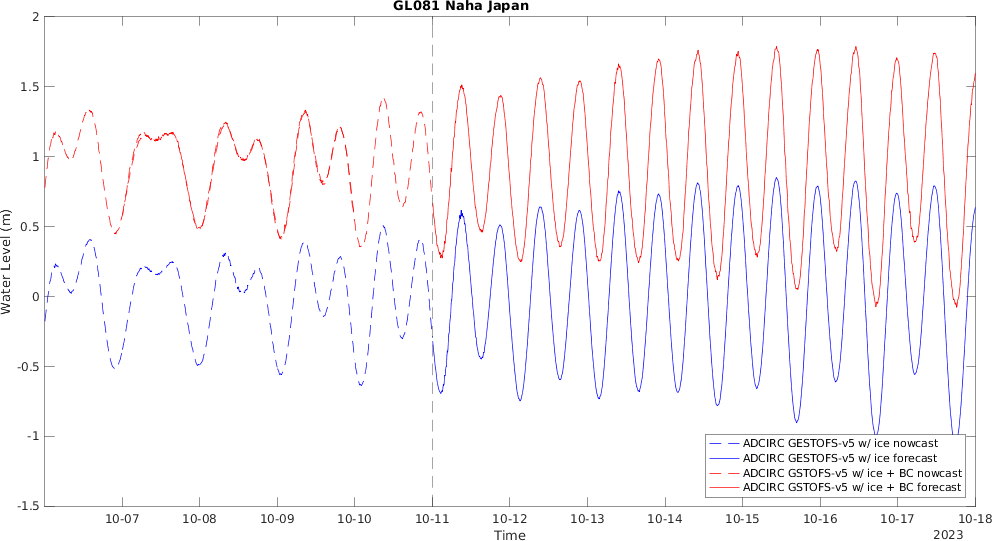 GL081 Naha Japan
2
1.5
1
0.5
0
-0.5
-1
-1.5
Water Level (m)
ADCIRC GESTOFS-v5 w/ ice nowcast
ADCIRC GESTOFS-v5 w/ ice forecast
ADCIRC GSTOFS-v5 w/ ice + BC nowcast
ADCIRC GSTOFS-v5 w/ ice + BC forecast
10-07 10-08 10-09 10-10 10-11 10-12 10-13 10-14 10-15 10-16 10-17 10-18
Time
2023